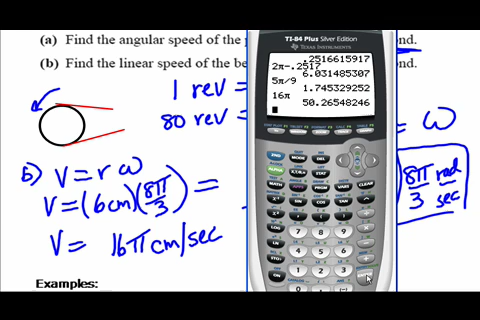 (a) Find the angular speed of the p
ond.
(b) Find the linear speed of the be
ond.
TI-84 Plus Silver Edition
TEXAS INSTRUMENTS
.2516615917
2π-.2517
6.031485307
5π/9
1.745329252
16π
50.26548246
1 rev =
80 rev =
= ω
b) V = r ω
V = (6cm)(8π/3) =
8π/3 rad/sec
V = 16π cm/sec
Examples: